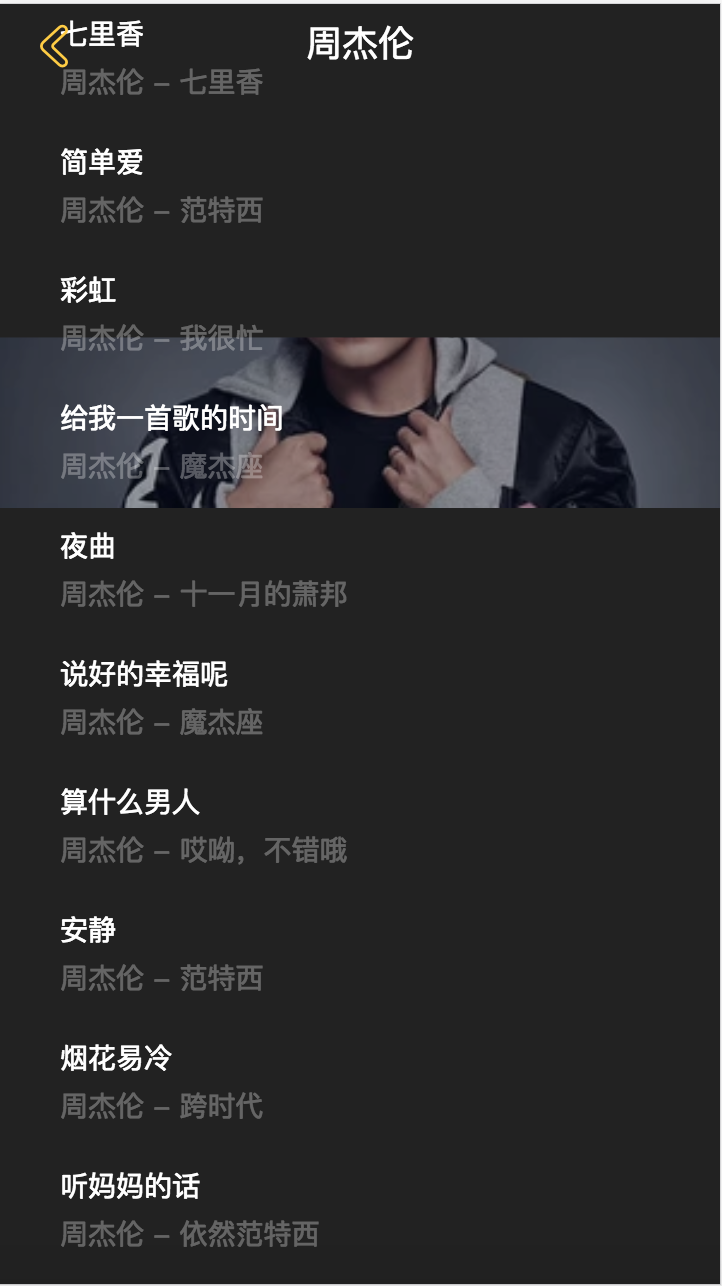 周杰伦
七里香
周杰伦 – 七里香
简单爱
周杰伦 – 范特西
彩虹
周杰伦 – 我很忙
给我一首歌的时间
周杰伦 – 魔杰座
夜曲
周杰伦 – 十一月的萧邦
说好的幸福呢
周杰伦 – 魔杰座
算什么男人
周杰伦 – 哎呦，不错哦
安静
周杰伦 – 范特西
烟花易冷
周杰伦 – 跨时代
听妈妈的话
周杰伦 – 依然范特西